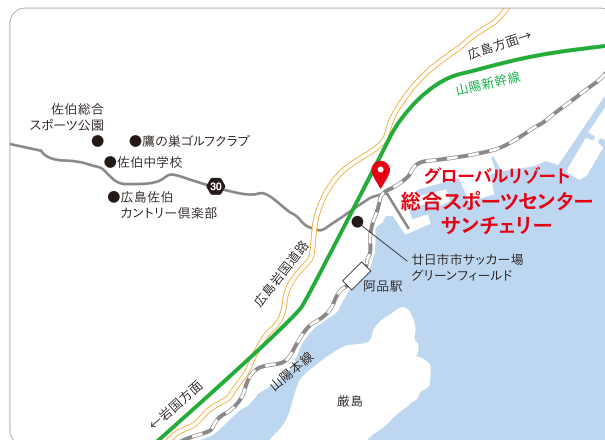 広島方面→
山陽新幹線
佐伯総合
スポーツ公園
鷹の巣ゴルフクラブ
佐伯中学校
30
広島佐伯
カントリー倶楽部
グローバルリゾート
総合スポーツセンター
サンチェリー
廿日市市サッカー場
グリーンフィールド
広島岩国道路
阿品駅
山陽本線
←岩国方面
厳島